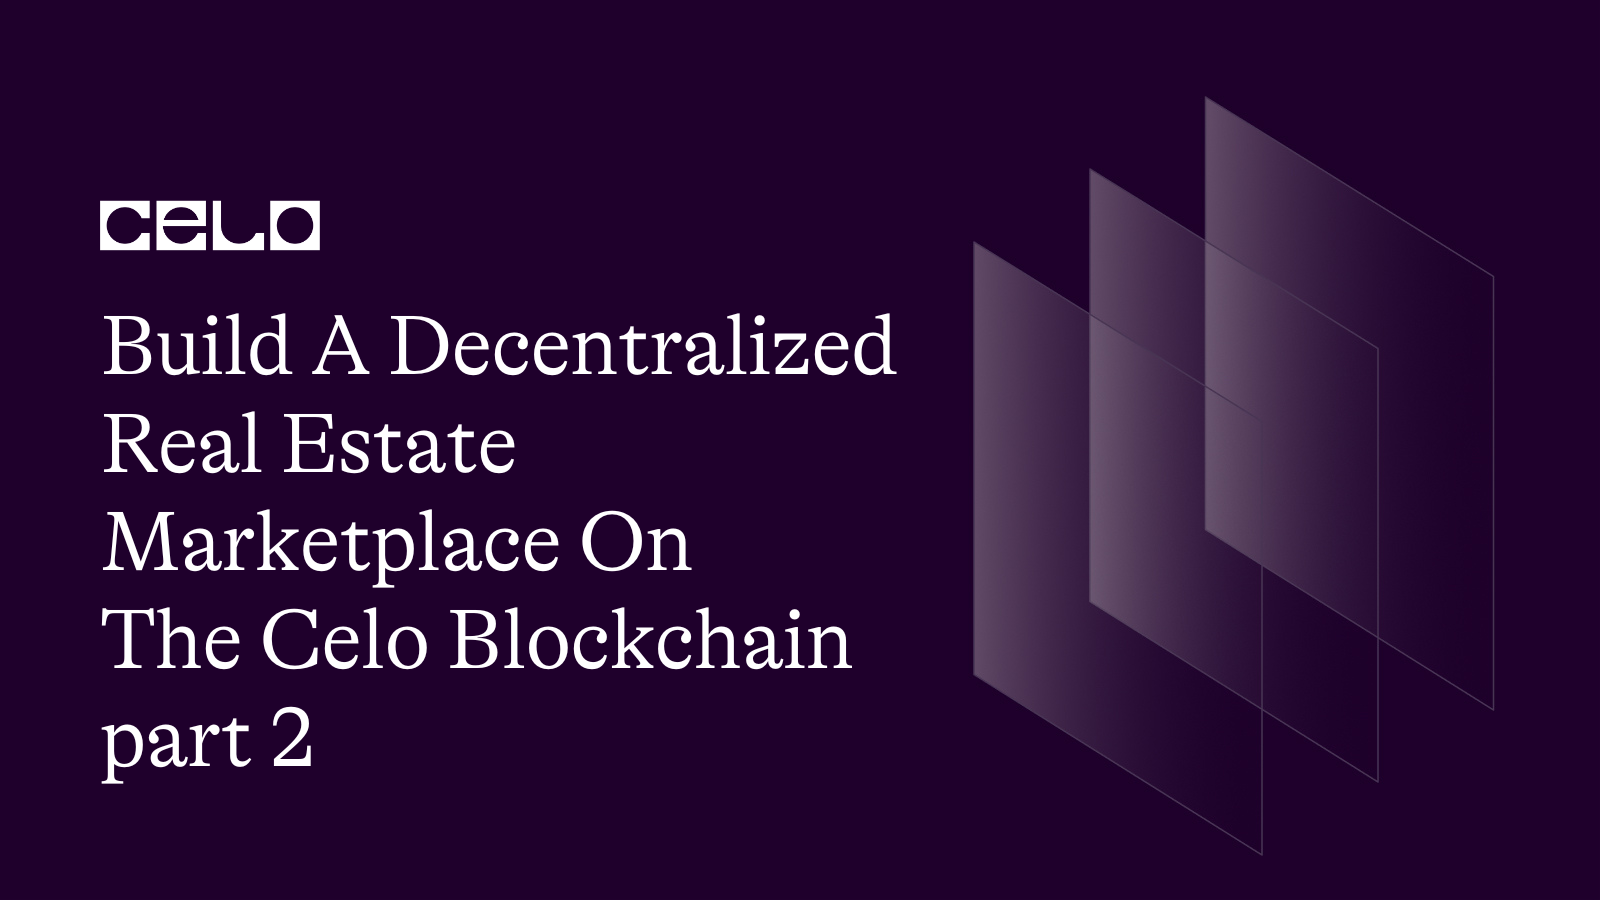 CELO
Build A Decentralized
Real Estate
Marketplace On
The Celo Blockchain
part 2